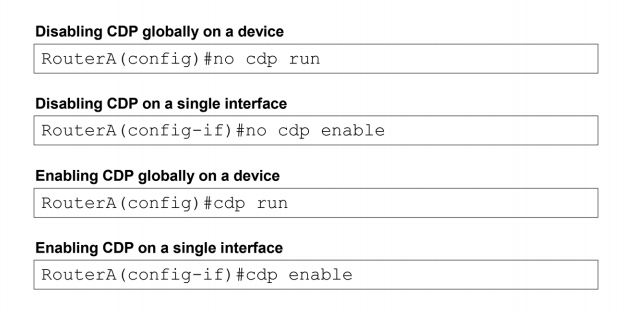 Disabling CDP globally on a device
RouterA(config)#no cdp run
Disabling CDP on a single interface
RouterA(config-if)#no cdp enable
Enabling CDP globally on a device
RouterA(config)#cdp run
Enabling CDP on a single interface
RouterA(config-if)#cdp enable